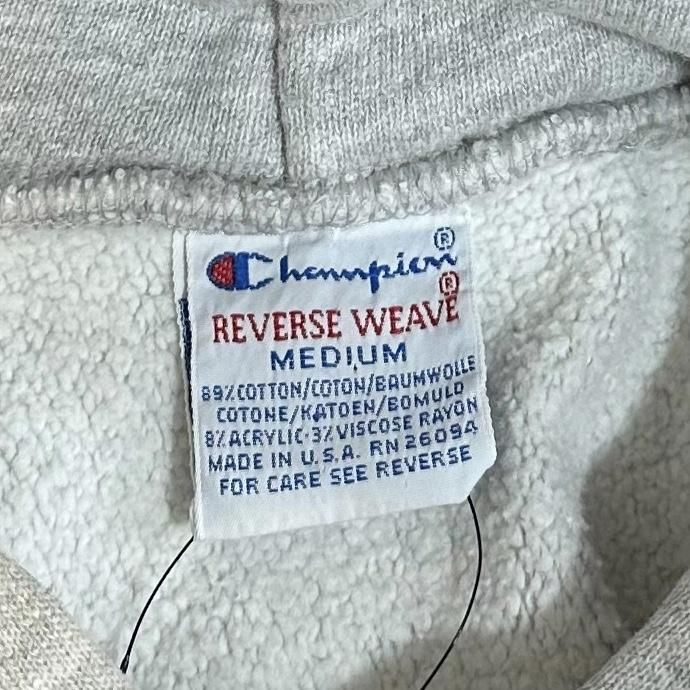 Champion®
REVERSE WEAVE®
MEDIUM
89%COTTON/COTON/BAUMWOLLE
COTONE/KATOEN/BOMULD
8%ACRYLIC-3%VISCOSE RAYON
MADE IN U.S.A. RN 26094
FOR CARE SEE REVERSE